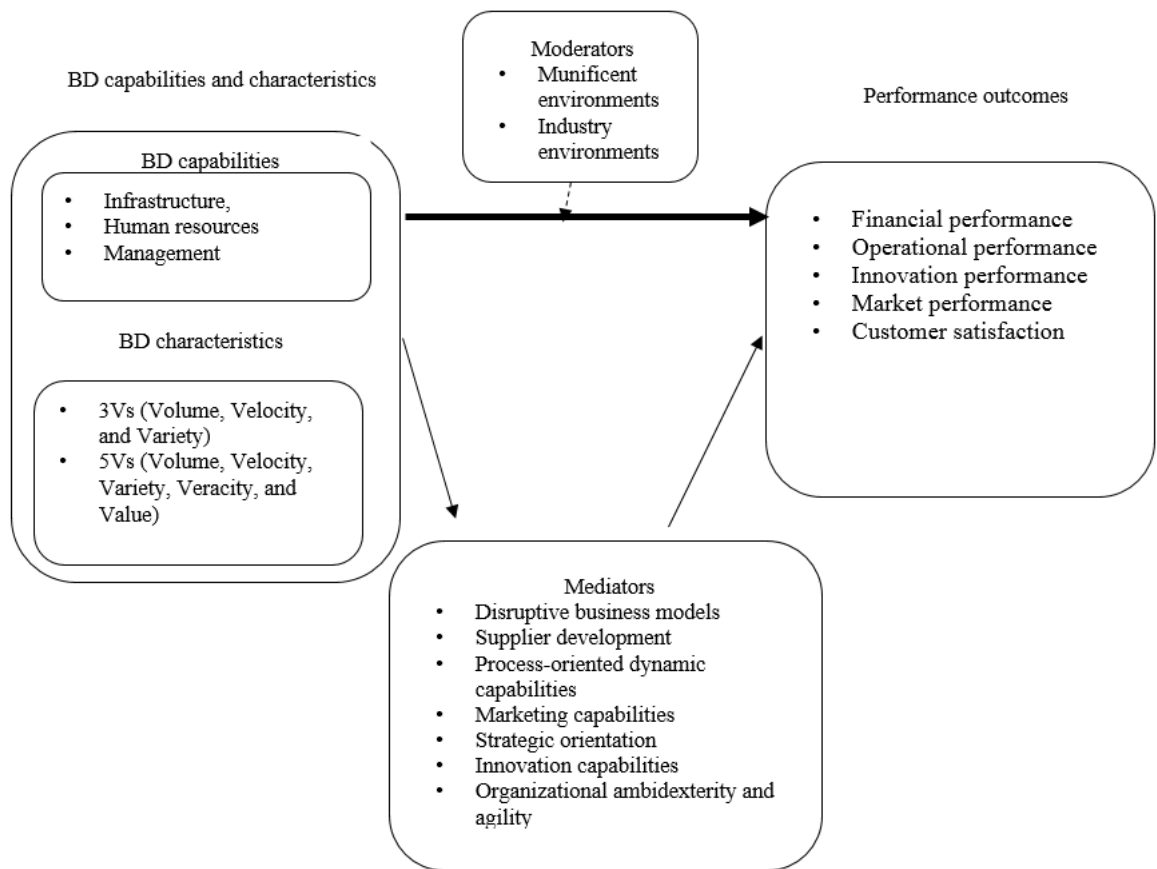 BD capabilities and characteristics
BD capabilities
• Infrastructure,
• Human resources
• Management
BD characteristics
• 3Vs (Volume, Velocity,
and Variety)
• 5Vs (Volume, Velocity,
Variety, Veracity, and
Value)
Moderators
• Munificent
environments
• Industry
environments
Performance outcomes
• Financial performance
• Operational performance
• Innovation performance
• Market performance
• Customer satisfaction
Mediators
• Disruptive business models
• Supplier development
• Process-oriented dynamic
capabilities
• Marketing capabilities
• Strategic orientation
• Innovation capabilities
• Organizational ambidexterity and
agility